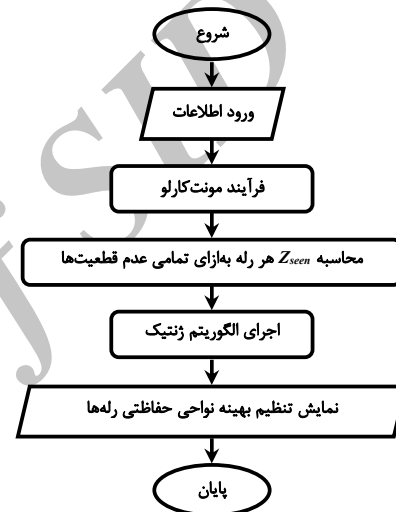 شروع
ورود اطلاعات
فرآیند مونت‌کارلو
محاسبه Zseen هر رله به‌ازای تمامی عدم قطعیت‌ها
اجرای الگوریتم ژنتیک
نمایش تنظیم بهینه نواحی حفاظتی رله‌ها
پایان